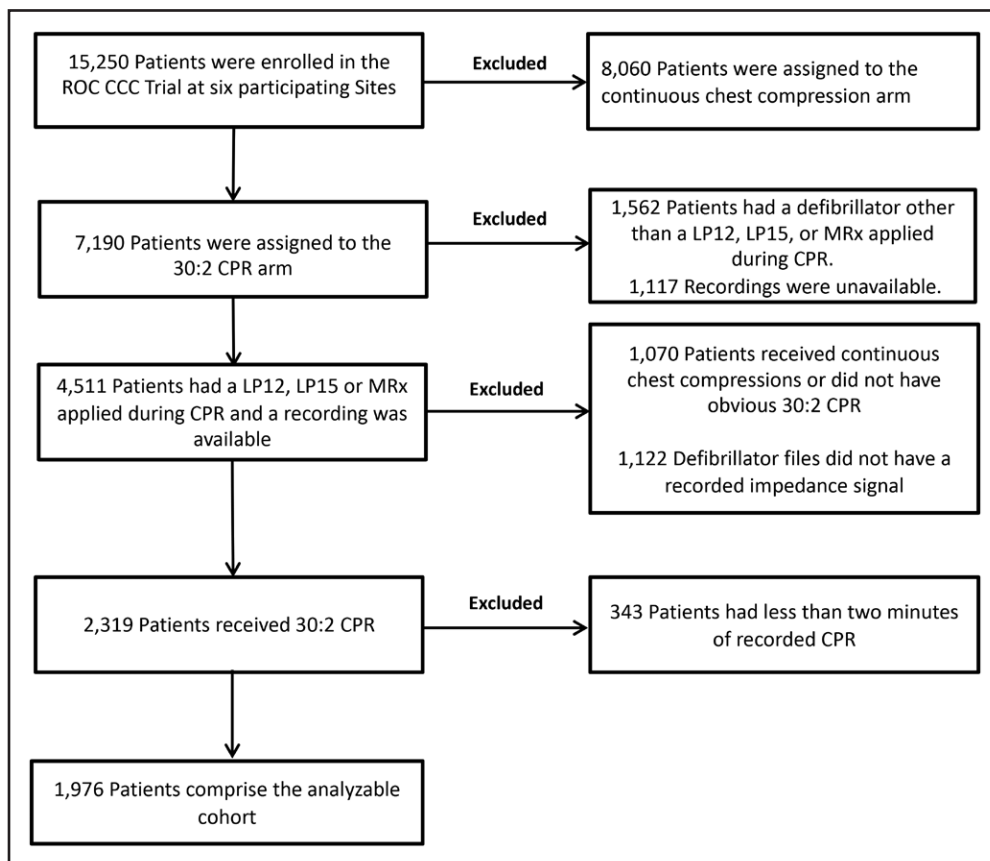 15,250 Patients were enrolled in the
ROC CCC Trial at six participating Sites
Excluded
8,060 Patients were assigned to the
continuous chest compression arm
7,190 Patients were assigned to the
30:2 CPR arm
Excluded
1,562 Patients had a defibrillator other
than a LP12, LP15, or MRx applied
during CPR.
1,117 Recordings were unavailable.
4,511 Patients had a LP12, LP15 or MRx
applied during CPR and a recording was
available
Excluded
1,070 Patients received continuous
chest compressions or did not have
obvious 30:2 CPR
1,122 Defibrillator files did not have a
recorded impedance signal
2,319 Patients received 30:2 CPR
Excluded
343 Patients had less than two minutes
of recorded CPR
1,976 Patients comprise the analyzable
cohort